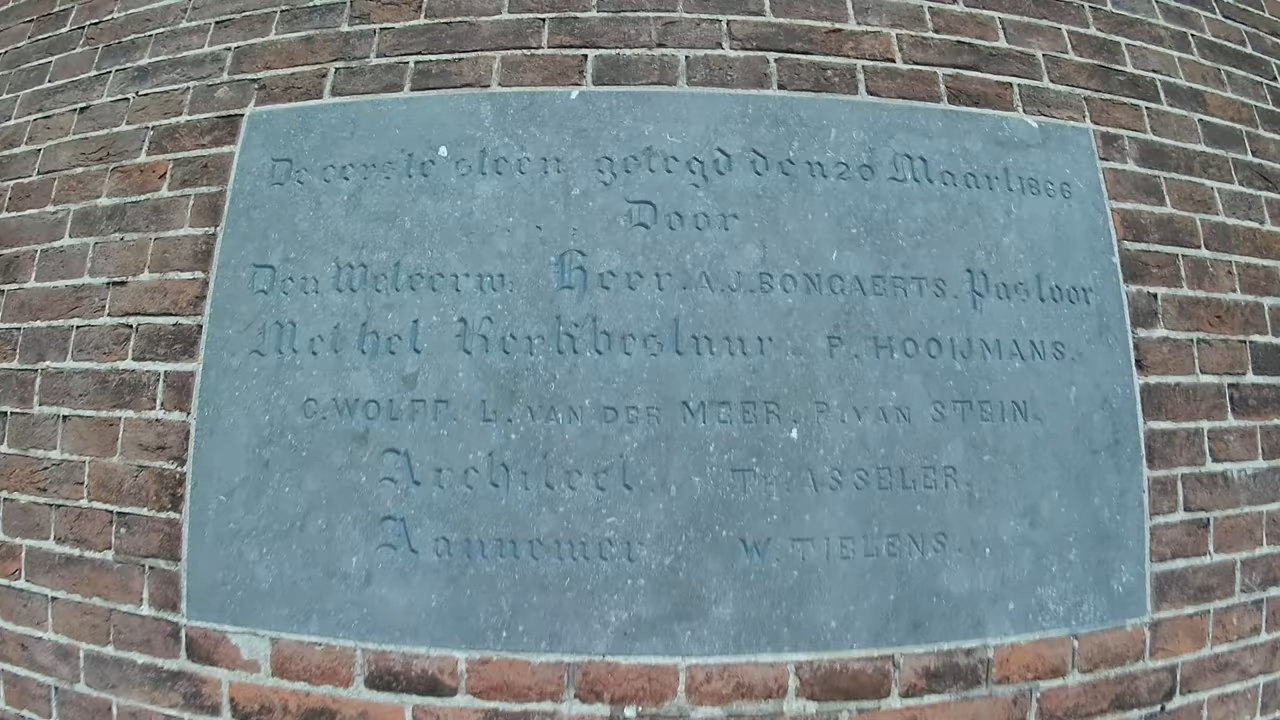 De eerste steen gelegd den 20 Maart 1866
Door
Den Weleerw. Heer. A.J. BONGAERTS. Pastoor
Met het Kerkbestuur. P. HOOIJMANS.
C. WOLFF. L. VAN DER MEER. P. VAN STEIN.
Architect. TH. ASSELER.
Aannemer W. TIELENS.